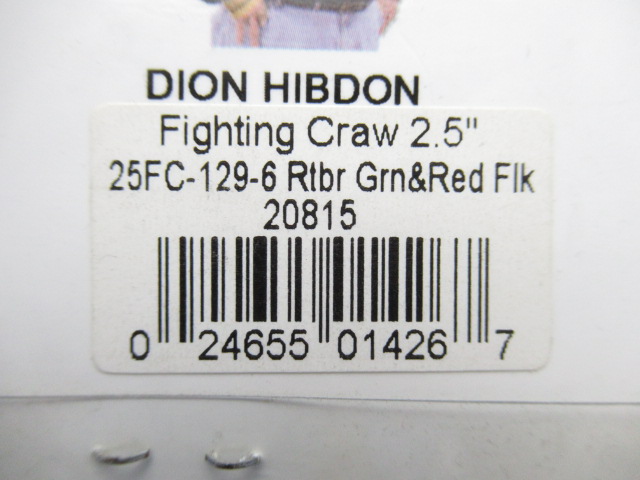 DION HIBDON
Fighting Craw 2.5"
25FC-129-6 Rtbr Grn&Red Flk
20815
0 24655 01426 7